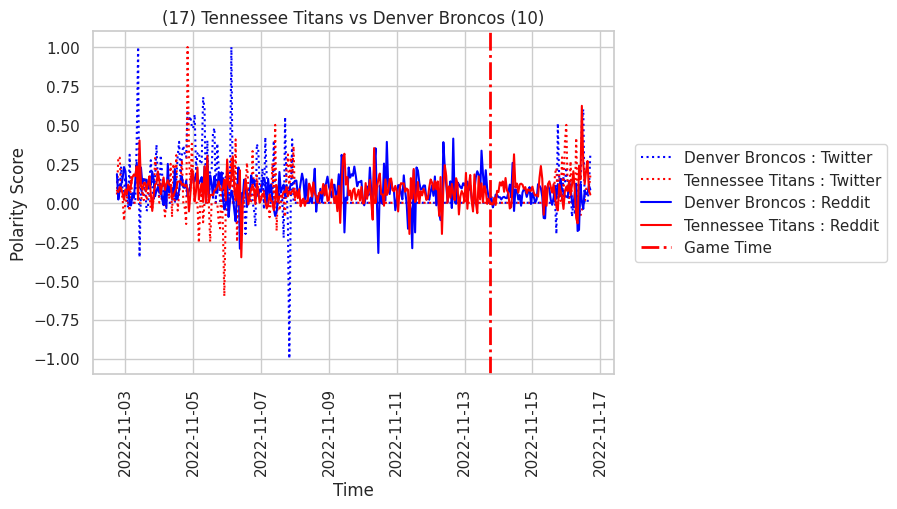 (17) Tennessee Titans vs Denver Broncos (10)
Polarity Score
1.00
0.75
0.50
0.25
0.00
−0.25
−0.50
−0.75
−1.00
2022-11-03
2022-11-05
2022-11-07
2022-11-09
2022-11-11
2022-11-13
2022-11-15
2022-11-17
Time
Denver Broncos : Twitter
Tennessee Titans : Twitter
Denver Broncos : Reddit
Tennessee Titans : Reddit
Game Time